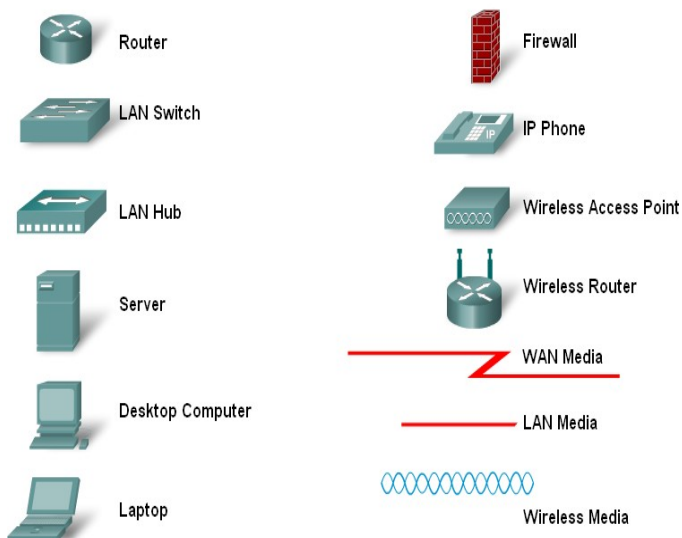 Router
LAN Switch
LAN Hub
Server
Desktop Computer
Laptop
Firewall
IP Phone
IP
Wireless Access Point
Wireless Router
WAN Media
LAN Media
Wireless Media